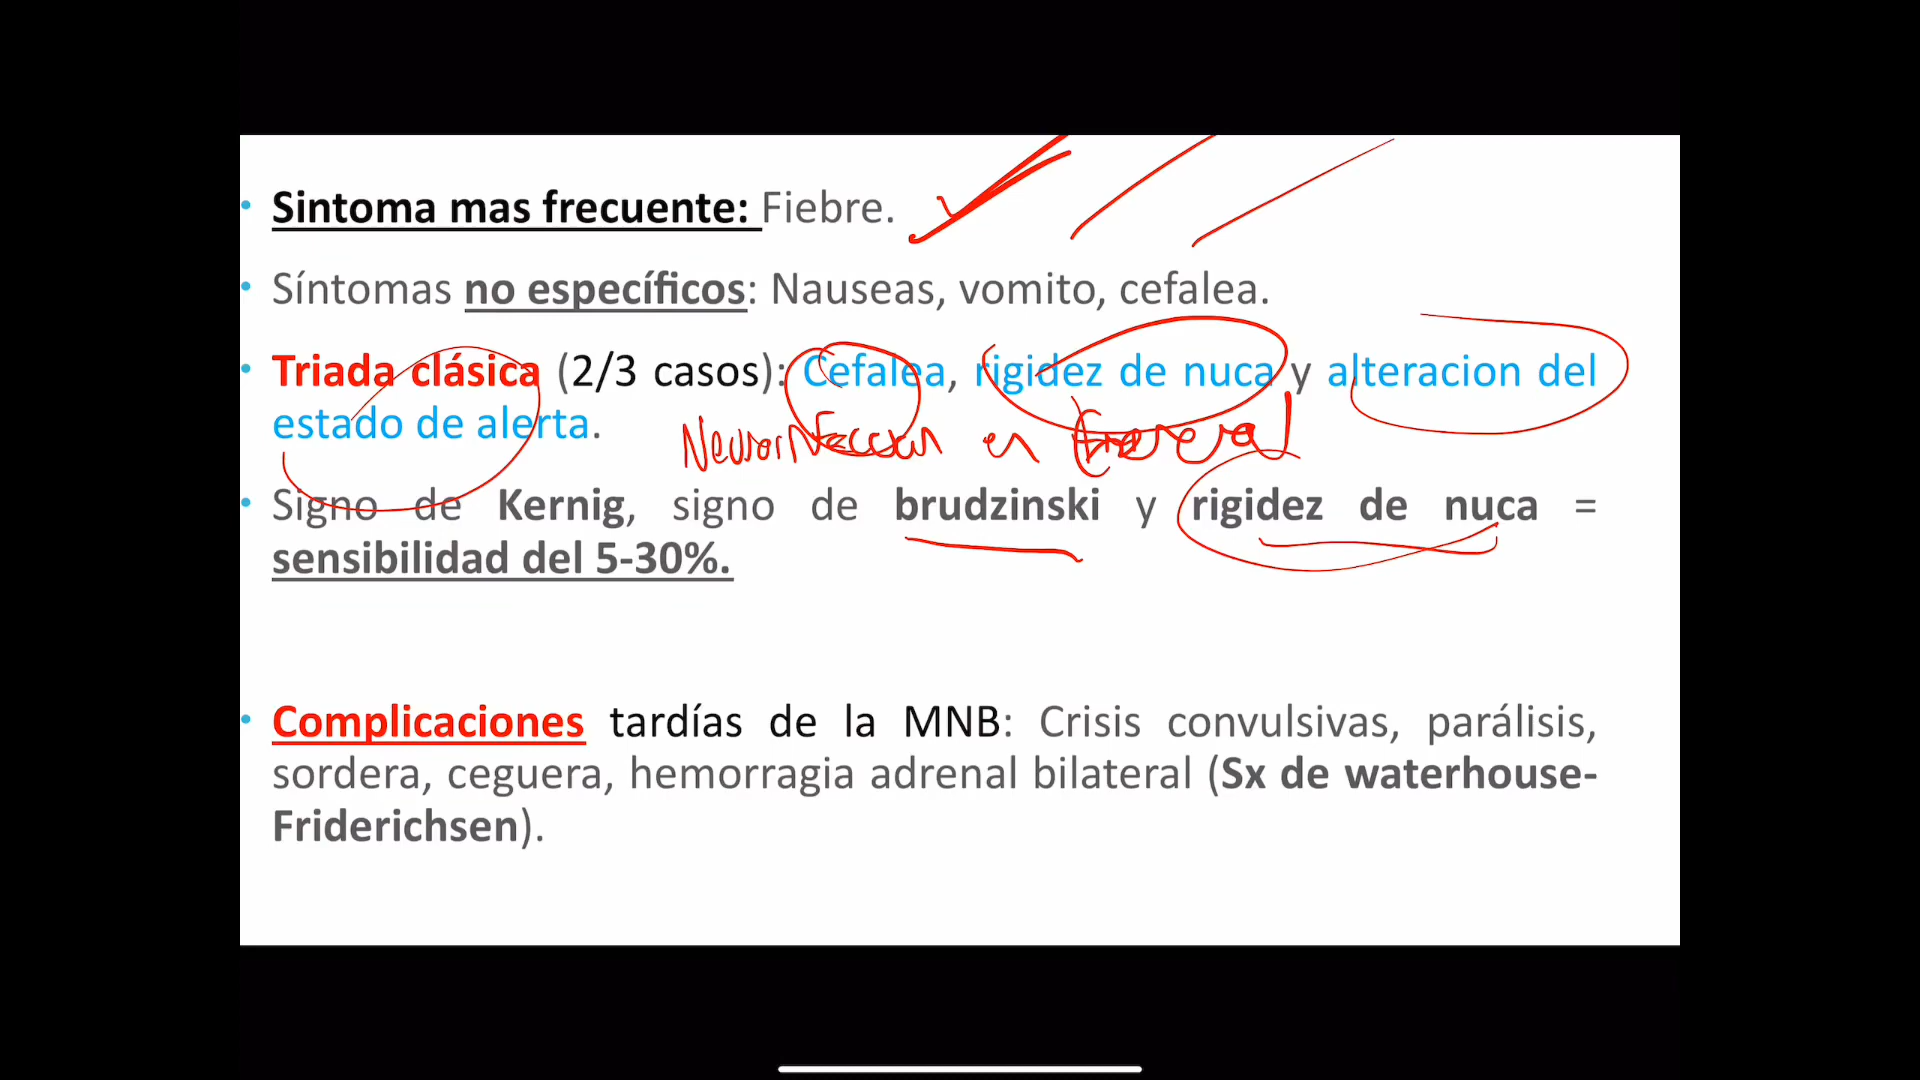 • Sintoma mas frecuente: Fiebre.
• Síntomas no específicos: Nauseas, vomito, cefalea.
• Triada clásica (2/3 casos): Cefalea, rigidez de nuca y alteracion del
estado de alerta.
Neuroinfeccion en general
• Signo de Kernig, signo de brudzinski y rigidez de nuca =
sensibilidad del 5-30%.
• Complicaciones tardías de la MNB: Crisis convulsivas, parálisis,
sordera, ceguera, hemorragia adrenal bilateral (Sx de waterhouse-
Friderichsen).